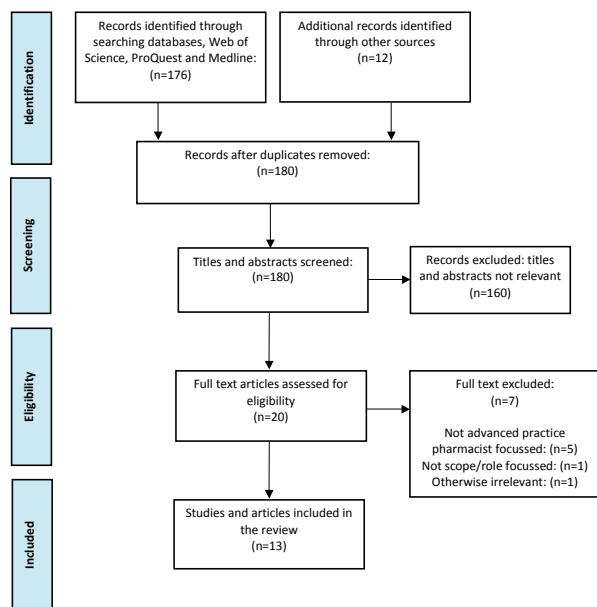 Identification
Records identified through
searching databases, Web of
Science, ProQuest and Medline:
(n=176)
Additional records identified
through other sources
(n=12)
Records after duplicates removed:
(n=180)
Screening
Titles and abstracts screened:
(n=180)
Records excluded: titles
and abstracts not relevant
(n=160)
Eligibility
Full text articles assessed for
eligibility
(n=20)
Full text excluded:
(n=7)
Not advanced practice
pharmacist focussed: (n=5)
Not scope/role focussed: (n=1)
Otherwise irrelevant: (n=1)
Included
Studies and articles included in
the review
(n=13)